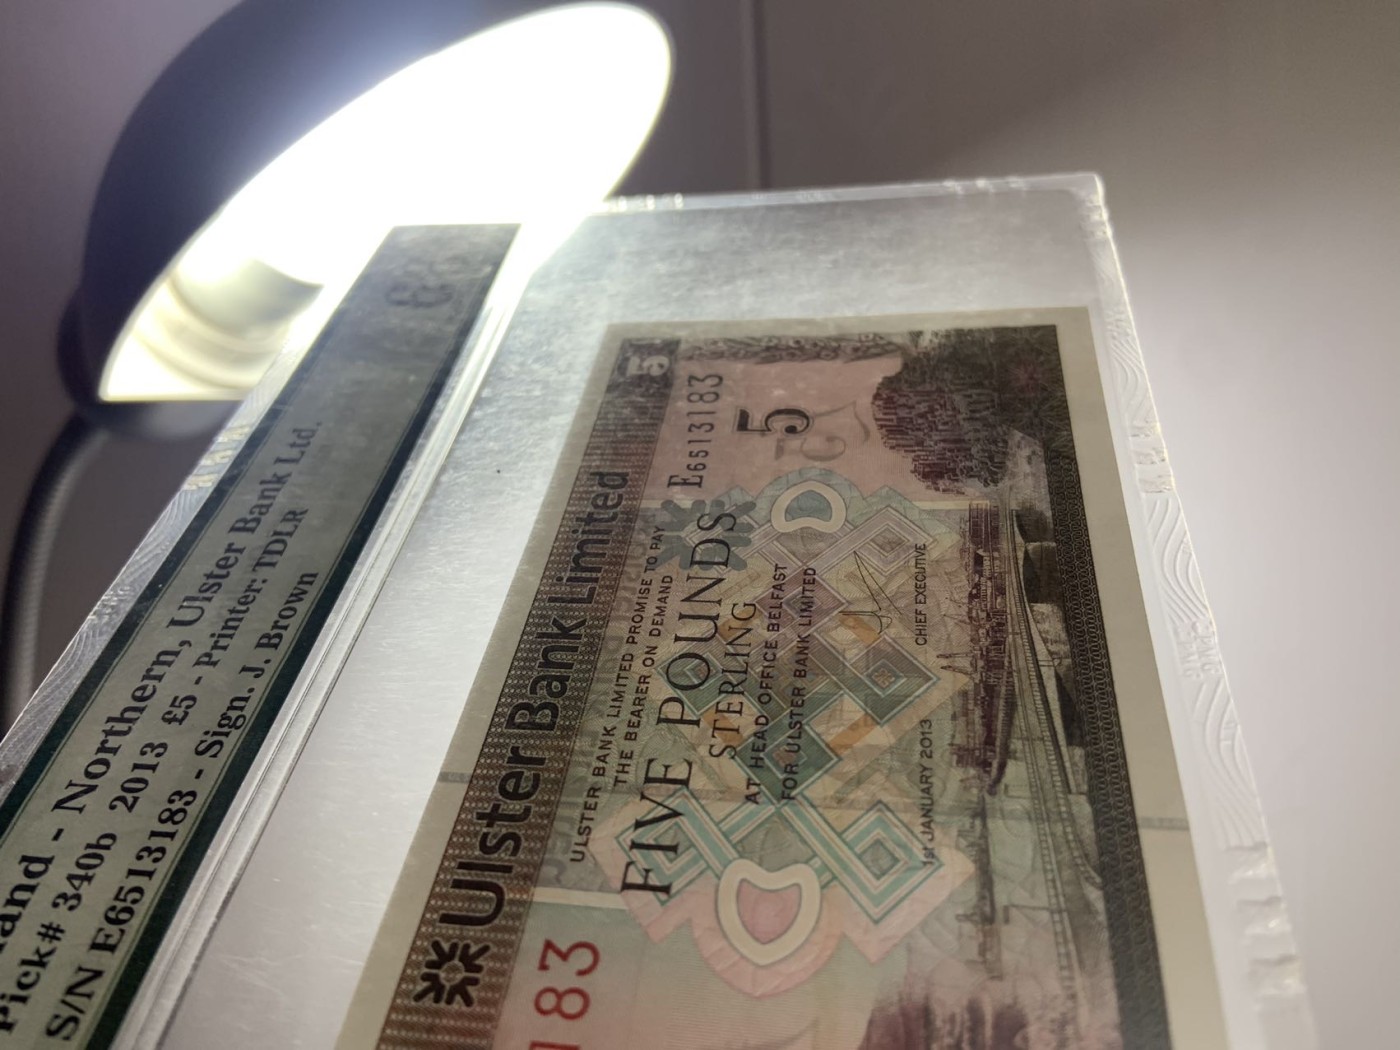 land - Northern, Ulster Bank Ltd.
Pick# 340b 2013 £5 - Printer: TDLR
S/N E6513183 - Sign. J. Brown
5
Ulster Bank Limited
E6513183
5
ULSTER BANK LIMITED PROMISE TO PAY
THE BEARER ON DEMAND
FIVE POUNDS
STERLING
AT HEAD OFFICE BELFAST
FOR ULSTER BANK LIMITED
CHIEF EXECUTIVE
1st JANUARY 2013
183